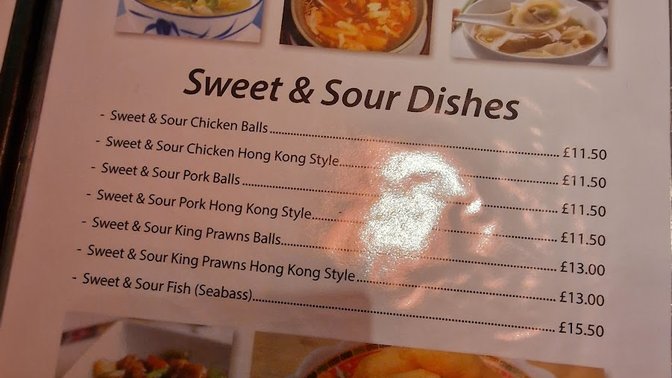 Sweet & Sour Dishes
- Sweet & Sour Chicken Balls........ £11.50
- Sweet & Sour Chicken Hong Kong Style........ £11.50
- Sweet & Sour Pork Balls........ £11.50
- Sweet & Sour Pork Hong Kong Style........ £11.50
- Sweet & Sour King Prawns Balls........ £13.00
- Sweet & Sour King Prawns Hong Kong Style........ £13.00
- Sweet & Sour Fish (Seabass)........ £15.50